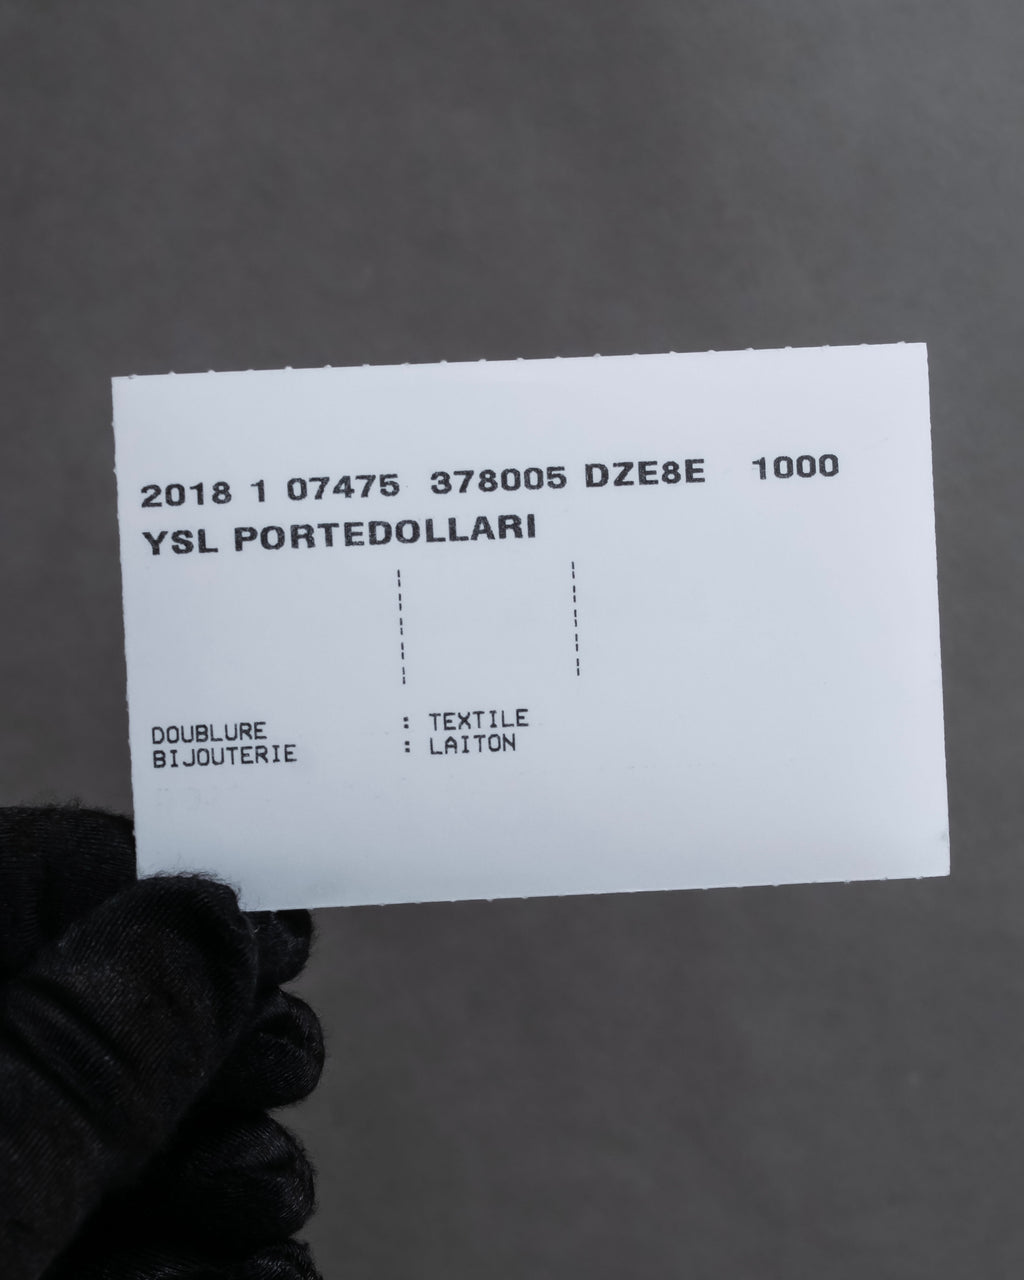 2018 1 07475 378005 DZE8E 1000
YSL PORTEDOLLARI
DOUBLURE : TEXTILE
BIJOUTERIE : LAITON